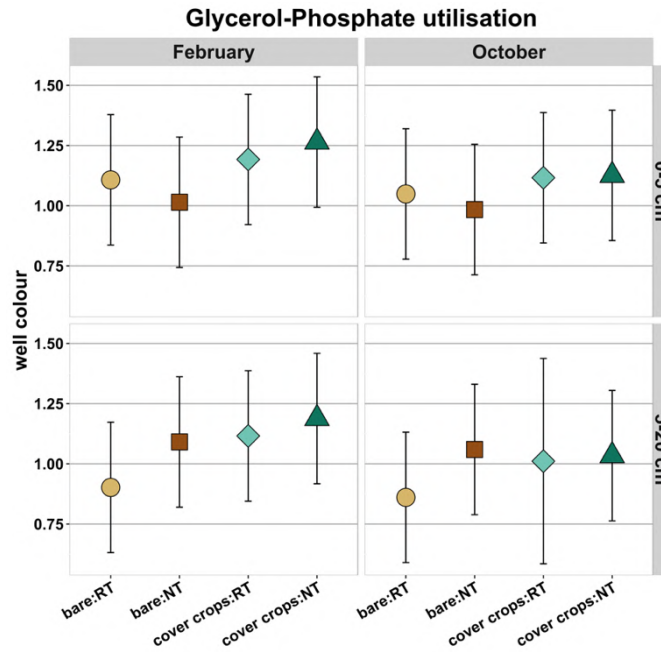 Glycerol-Phosphate utilisation
February
October
1.50
1.25
1.00
0.75
1.50
1.25
1.00
0.75
well colour
bare:RT
bare:NT
cover crops:RT
cover crops:NT
bare:RT
bare:NT
cover crops:RT
cover crops:NT